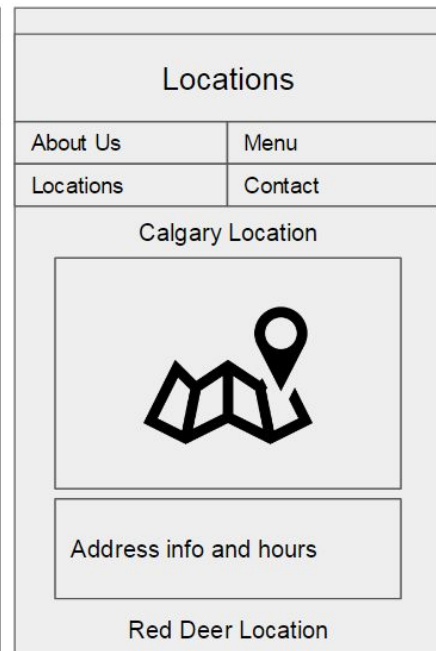 Locations
About Us
Menu
Locations
Contact
Calgary Location
Address info and hours
Red Deer Location